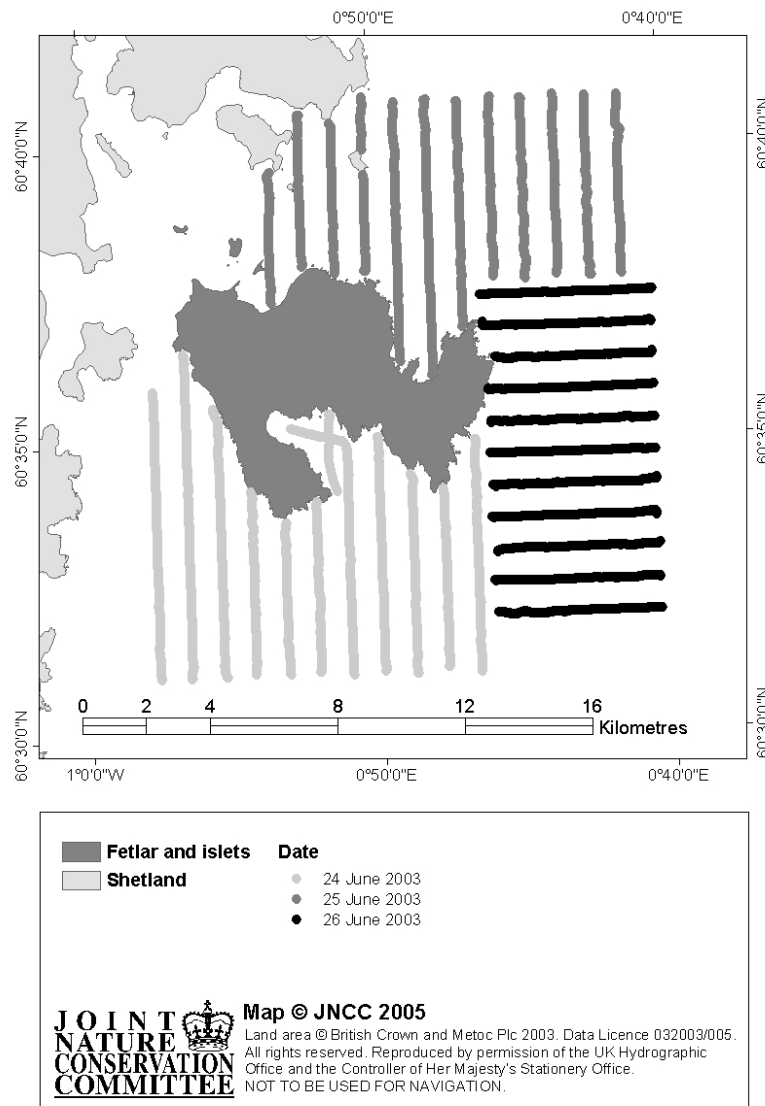 0°50'0"E
0°40'0"E
60°40'0"N
60°40'0"N
60°35'0"N
60°35'0"N
60°30'0"N
60°30'0"N
0 2 4 8 12 16
Kilometres
1°0'0"W
0°50'0"E
0°40'0"E
Fetlar and islets
Shetland
Date
24 June 2003
25 June 2003
26 June 2003
JOINT
NATURE
CONSERVATION
COMMITTEE
Map © JNCC 2005
Land area © British Crown and Metoc Plc 2003. Data Licence 032003/005.
All rights reserved. Reproduced by permission of the UK Hydrographic
Office and the Controller of Her Majesty's Stationery Office.
NOT TO BE USED FOR NAVIGATION.